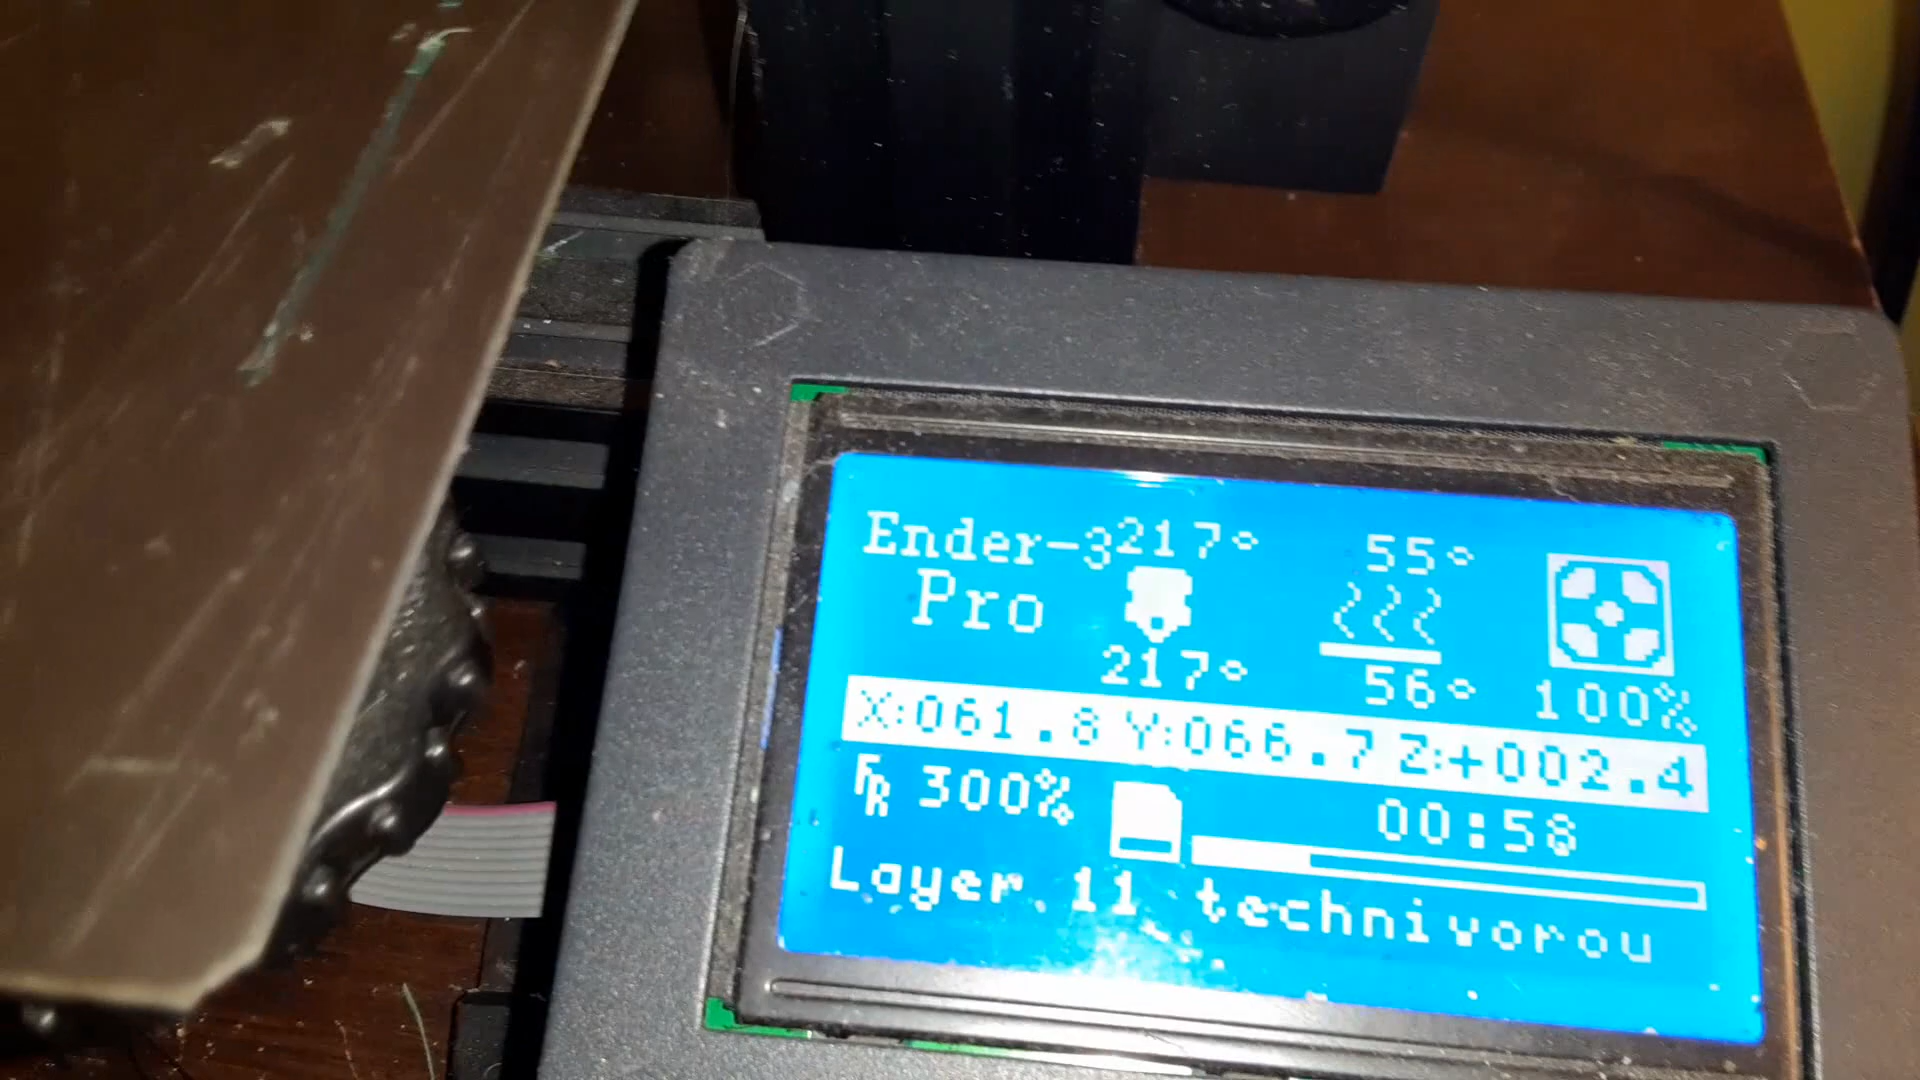 Ender-3 217° 55°
Pro
217° 56° 100%
X:061.8 Y:066.7 Z:+002.4
FR 300% 00:58
Layer 11 technivorou